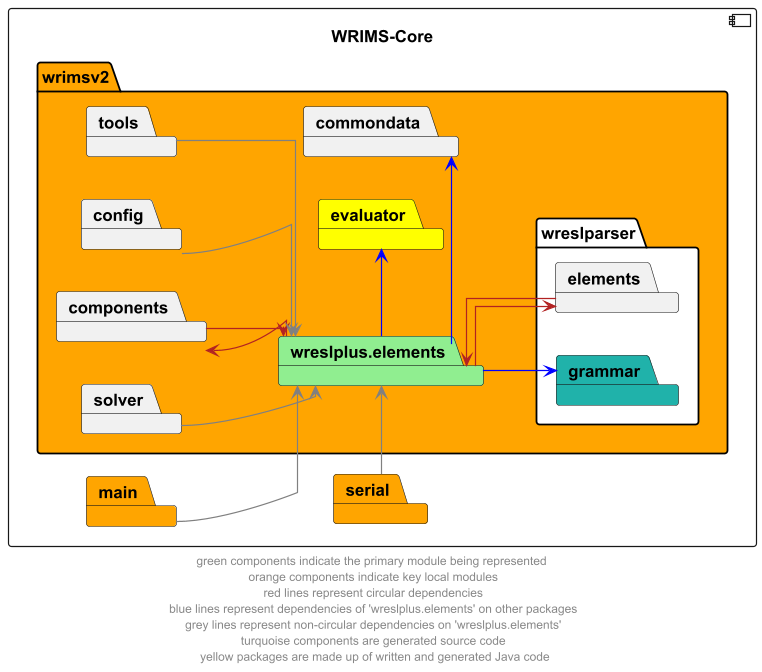 WRIMS-Core
wrimsv2
tools
commondata
config
evaluator
wreslparser
elements
components
wreslplus.elements
grammar
solver
main
serial
green components indicate the primary module being represented
orange components indicate key local modules
red lines represent circular dependencies
blue lines represent dependencies of 'wreslplus.elements' on other packages
grey lines represent non-circular dependencies on 'wreslplus.elements'
turquoise components are generated source code
yellow packages are made up of written and generated Java code